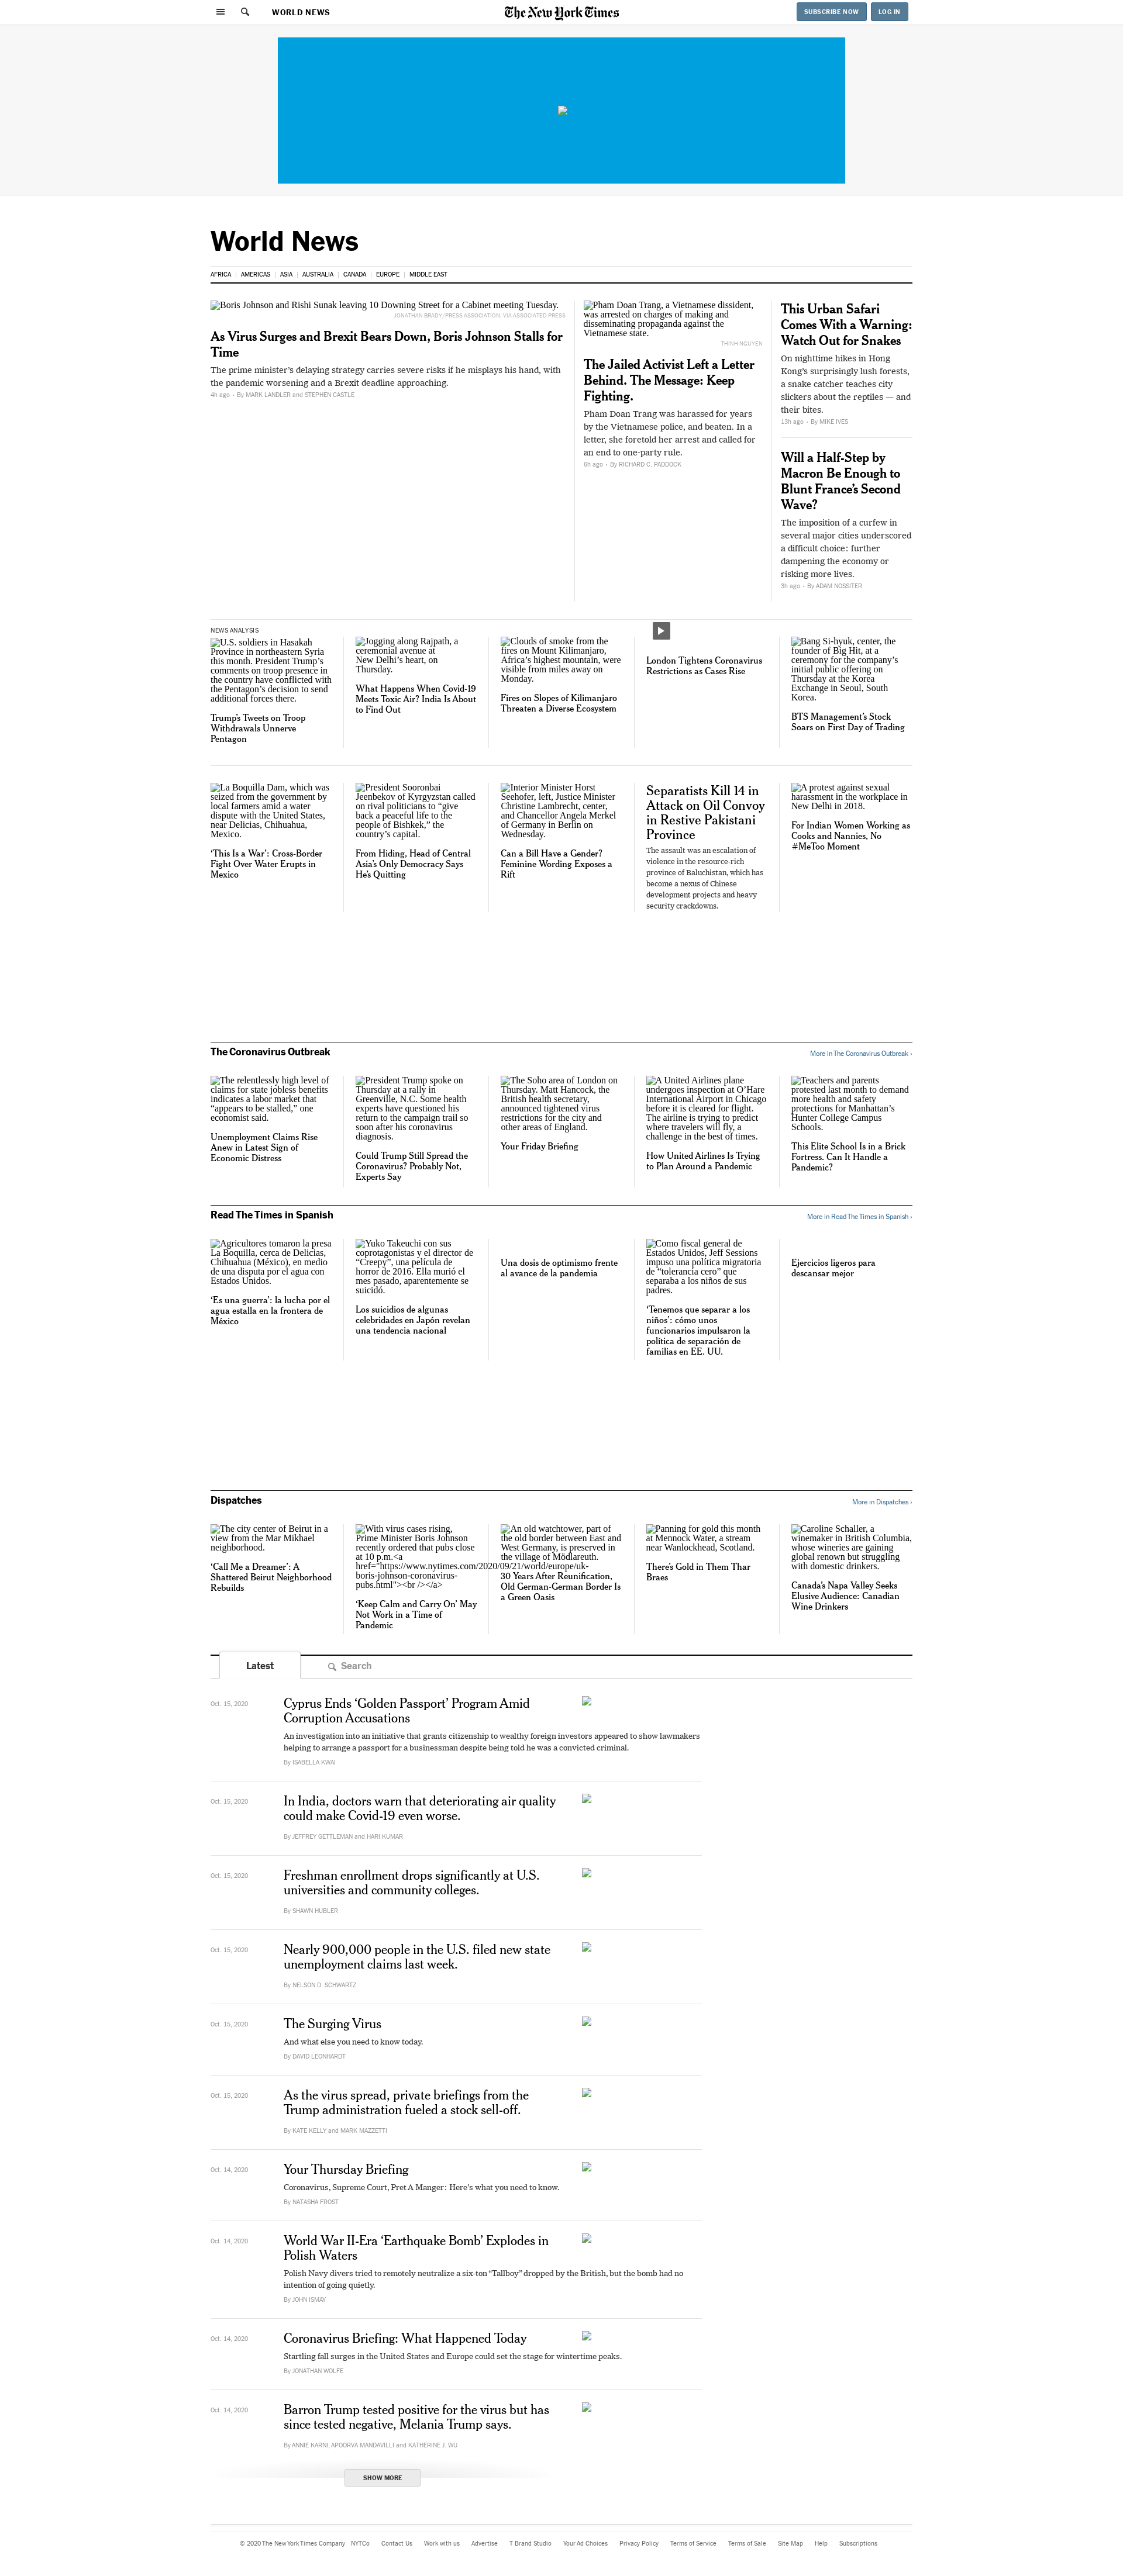 WORLD NEWS
The New York Times
SUBSCRIBE NOW
LOG IN
World News
AFRICA
AMERICAS
ASIA
AUSTRALIA
CANADA
EUROPE
MIDDLE EAST
Boris Johnson and Rishi Sunak leaving 10 Downing Street for a Cabinet meeting Tuesday.
JONATHAN BRADY/PRESS ASSOCIATION, VIA ASSOCIATED PRESS
As Virus Surges and Brexit Bears Down, Boris Johnson Stalls for
Time
The prime minister’s delaying strategy carries severe risks if he misplays his hand, with
the pandemic worsening and a Brexit deadline approaching.
4h ago • By MARK LANDLER and STEPHEN CASTLE
Pham Doan Trang, a Vietnamese dissident,
was arrested on charges of making and
disseminating propaganda against the
Vietnamese state.
THINH NGUYEN
The Jailed Activist Left a Letter
Behind. The Message: Keep
Fighting.
Pham Doan Trang was harassed for years
by the Vietnamese police, and beaten. In a
letter, she foretold her arrest and called for
an end to one-party rule.
6h ago • By RICHARD C. PADDOCK
This Urban Safari
Comes With a Warning:
Watch Out for Snakes
On nighttime hikes in Hong
Kong’s surprisingly lush forests,
a snake catcher teaches city
slickers about the reptiles — and
their bites.
13h ago • By MIKE IVES
Will a Half-Step by
Macron Be Enough to
Blunt France’s Second
Wave?
The imposition of a curfew in
several major cities underscored
a difficult choice: further
dampening the economy or
risking more lives.
3h ago • By ADAM NOSSITER
NEWS ANALYSIS
U.S. soldiers in Hasakah
Province in northeastern Syria
this month. President Trump’s
comments on troop presence in
the country have conflicted with
the Pentagon’s decision to send
additional forces there.
Trump’s Tweets on Troop
Withdrawals Unnerve
Pentagon
Jogging along Rajpath, a
ceremonial avenue at
New Delhi’s heart, on
Thursday.
What Happens When Covid-19
Meets Toxic Air? India Is About
to Find Out
Clouds of smoke from the
fires on Mount Kilimanjaro,
Africa’s highest mountain, were
visible from miles away on
Monday.
Fires on Slopes of Kilimanjaro
Threaten a Diverse Ecosystem
London Tightens Coronavirus
Restrictions as Cases Rise
Bang Si-hyuk, center, the
founder of Big Hit, at a
ceremony for the company’s
initial public offering on
Thursday at the Korea
Exchange in Seoul, South
Korea.
BTS Management’s Stock
Soars on First Day of Trading
La Boquilla Dam, which was
seized from the government by
local farmers amid a water
dispute with the United States,
near Delicias, Chihuahua,
Mexico.
‘This Is a War’: Cross-Border
Fight Over Water Erupts in
Mexico
President Sooronbai
Jeenbekov of Kyrgyzstan called
on rival politicians to “give
back a peaceful life to the
people of Bishkek,” the
country’s capital.
From Hiding, Head of Central
Asia’s Only Democracy Says
He’s Quitting
Interior Minister Horst
Seehofer, left, Justice Minister
Christine Lambrecht, center,
and Chancellor Angela Merkel
of Germany in Berlin on
Wednesday.
Can a Bill Have a Gender?
Feminine Wording Exposes a
Rift
Separatists Kill 14 in
Attack on Oil Convoy
in Restive Pakistani
Province
The assault was an escalation of
violence in the resource-rich
province of Baluchistan, which has
become a nexus of Chinese
development projects and heavy
security crackdowns.
A protest against sexual
harassment in the workplace in
New Delhi in 2018.
For Indian Women Working as
Cooks and Nannies, No
#MeToo Moment
The Coronavirus Outbreak
More in The Coronavirus Outbreak ›
The relentlessly high level of
claims for state jobless benefits
indicates a labor market that
“appears to be stalled,” one
economist said.
Unemployment Claims Rise
Anew in Latest Sign of
Economic Distress
President Trump spoke on
Thursday at a rally in
Greenville, N.C. Some health
experts have questioned his
return to the campaign trail so
soon after his coronavirus
diagnosis.
Could Trump Still Spread the
Coronavirus? Probably Not,
Experts Say
The Soho area of London on
Thursday. Matt Hancock, the
British health secretary,
announced tightened virus
restrictions for the city and
other areas of England.
Your Friday Briefing
A United Airlines plane
undergoes inspection at O’Hare
International Airport in Chicago
before it is cleared for flight.
The airline is trying to predict
where travelers will fly, a
challenge in the best of times.
How United Airlines Is Trying
to Plan Around a Pandemic
Teachers and parents
protested last month to demand
more health and safety
protections for Manhattan’s
Hunter College Campus
Schools.
This Elite School Is in a Brick
Fortress. Can It Handle a
Pandemic?
Read The Times in Spanish
More in Read The Times in Spanish ›
Agricultores tomaron la presa
La Boquilla, cerca de Delicias,
Chihuahua (México), en medio
de una disputa por el agua con
Estados Unidos.
‘Es una guerra’: la lucha por el
agua estalla en la frontera de
México
Yuko Takeuchi con sus
coprotagonistas y el director de
“Creepy”, una película de
horror de 2016. Ella murió el
mes pasado, aparentemente se
suicidó.
Los suicidios de algunas
celebridades en Japón revelan
una tendencia nacional
Una dosis de optimismo frente
al avance de la pandemia
Como fiscal general de
Estados Unidos, Jeff Sessions
impuso una política migratoria
de “tolerancia cero” que
separaba a los niños de sus
padres.
‘Tenemos que separar a los
niños’: cómo unos
funcionarios impulsaron la
política de separación de
familias en EE. UU.
Ejercicios ligeros para
descansar mejor
Dispatches
More in Dispatches ›
The city center of Beirut in a
view from the Mar Mikhael
neighborhood.
‘Call Me a Dreamer’: A
Shattered Beirut Neighborhood
Rebuilds
With virus cases rising,
Prime Minister Boris Johnson
recently ordered that pubs close
at 10 p.m.<a
href="https://www.nytimes.com/2020/09/21/world/europe/uk-
boris-johnson-coronavirus-
pubs.html"><br /></a>
‘Keep Calm and Carry On’ May
Not Work in a Time of
Pandemic
An old watchtower, part of
the old border between East and
West Germany, is preserved in
the village of Mödlareuth.
30 Years After Reunification,
Old German-German Border Is
a Green Oasis
Panning for gold this month
at Mennock Water, a stream
near Wanlockhead, Scotland.
There’s Gold in Them Thar
Braes
Caroline Schaller, a
winemaker in British Columbia,
whose wineries are gaining
global renown but struggling
with domestic drinkers.
Canada’s Napa Valley Seeks
Elusive Audience: Canadian
Wine Drinkers
Latest
Search
Oct. 15, 2020
Cyprus Ends ‘Golden Passport’ Program Amid
Corruption Accusations
An investigation into an initiative that grants citizenship to wealthy foreign investors appeared to show lawmakers
helping to arrange a passport for a businessman despite being told he was a convicted criminal.
By ISABELLA KWAI
Oct. 15, 2020
In India, doctors warn that deteriorating air quality
could make Covid-19 even worse.
By JEFFREY GETTLEMAN and HARI KUMAR
Oct. 15, 2020
Freshman enrollment drops significantly at U.S.
universities and community colleges.
By SHAWN HUBLER
Oct. 15, 2020
Nearly 900,000 people in the U.S. filed new state
unemployment claims last week.
By NELSON D. SCHWARTZ
Oct. 15, 2020
The Surging Virus
And what else you need to know today.
By DAVID LEONHARDT
Oct. 15, 2020
As the virus spread, private briefings from the
Trump administration fueled a stock sell-off.
By KATE KELLY and MARK MAZZETTI
Oct. 14, 2020
Your Thursday Briefing
Coronavirus, Supreme Court, Pret A Manger: Here’s what you need to know.
By NATASHA FROST
Oct. 14, 2020
World War II-Era ‘Earthquake Bomb’ Explodes in
Polish Waters
Polish Navy divers tried to remotely neutralize a six-ton “Tallboy” dropped by the British, but the bomb had no
intention of going quietly.
By JOHN ISMAY
Oct. 14, 2020
Coronavirus Briefing: What Happened Today
Startling fall surges in the United States and Europe could set the stage for wintertime peaks.
By JONATHAN WOLFE
Oct. 14, 2020
Barron Trump tested positive for the virus but has
since tested negative, Melania Trump says.
By ANNIE KARNI, APOORVA MANDAVILLI and KATHERINE J. WU
SHOW MORE
© 2020 The New York Times Company
NYTCo
Contact Us
Work with us
Advertise
T Brand Studio
Your Ad Choices
Privacy Policy
Terms of Service
Terms of Sale
Site Map
Help
Subscriptions